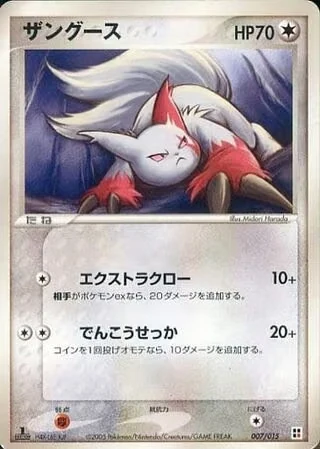 ザングース HP70
たね
Illus. Midori Harada
エクストラクロー 10+
相手がポケモンexなら、20ダメージを追加する。
でんこうせっか 20+
コインを1回投げオモテなら、10ダメージを追加する。
弱点 抵抗力 にげる
©2005 Pokémon/Nintendo/Creatures/GAME FREAK. 007/015